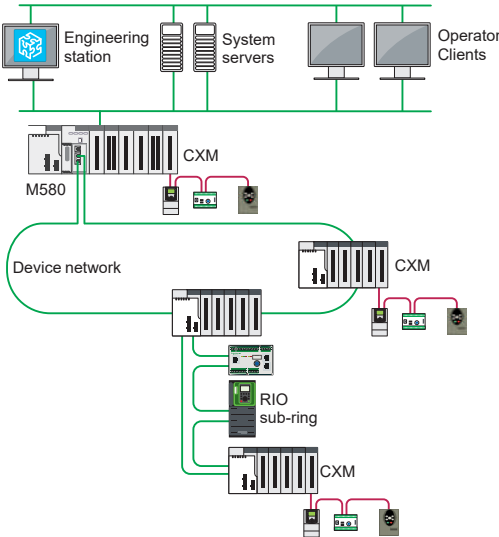 Engineering
station
System
servers
Operator
Clients
CXM
M580
Device network
CXM
RIO
sub-ring
CXM